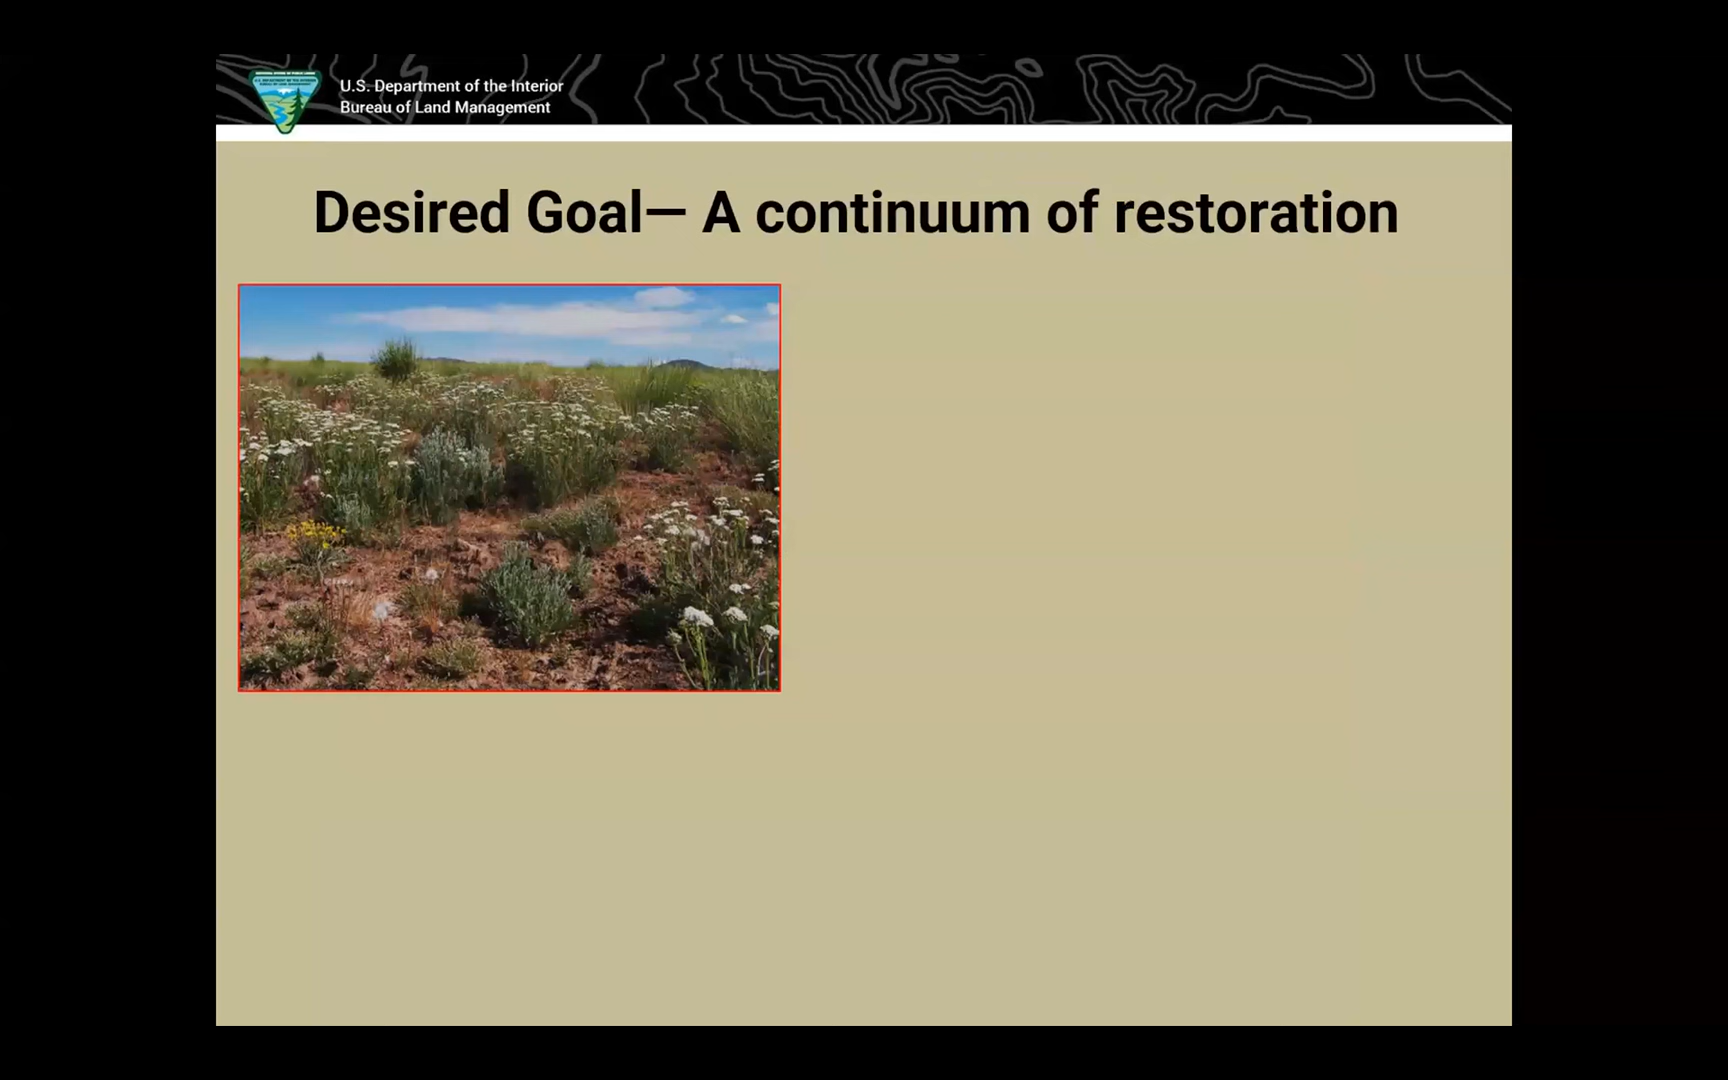 U.S. Department of the Interior
Bureau of Land Management
Desired Goal— A continuum of restoration